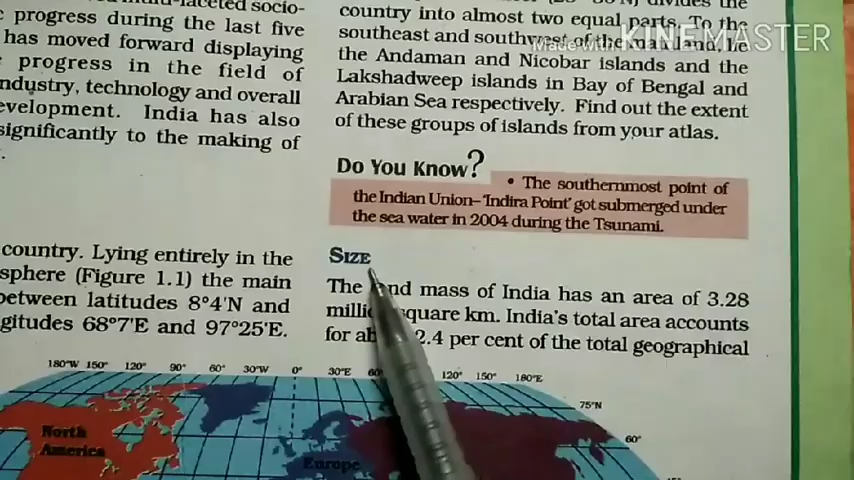 progress during the last five
has moved forward displaying
progress in the field of
ndustry, technology and overall
evelopment. India has also
significantly to the making of
country. Lying entirely in the
sphere (Figure 1.1) the main
between latitudes 8°4'N and
gitudes 68°7'E and 97°25'E.
country into almost two equal parts. To the
southeast and southwest of the mainland, lie
the Andaman and Nicobar islands and the
Lakshadweep islands in Bay of Bengal and
Arabian Sea respectively. Find out the extent
of these groups of islands from your atlas.
Do You Know?
• The southernmost point of
the Indian Union– 'Indira Point' got submerged under
the sea water in 2004 during the Tsunami.
SIZE
The land mass of India has an area of 3.28
million square km. India's total area accounts
for 2.4 per cent of the total geographical
180°W 150° 120° 90° 60° 30°W 0° 30°E 120° 150° 180°E
75°N
60°
North
America
Europe
Made with KINEMASTER